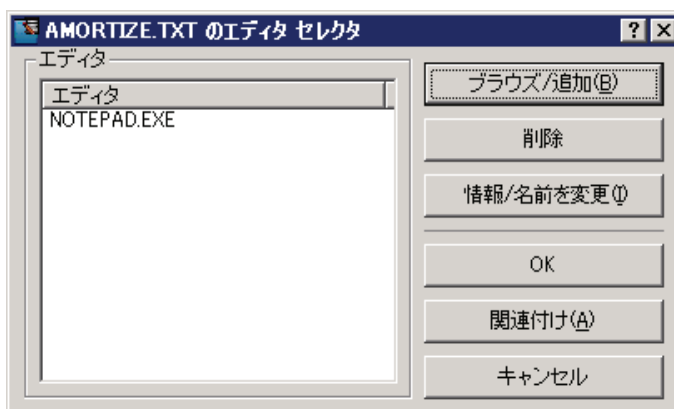 AMORTIZE.TXT のエディタ セレクタ
エディタ
エディタ
NOTEPAD.EXE
ブラウズ/追加(B)
削除
情報/名前を変更(I)
OK
関連付け(A)
キャンセル